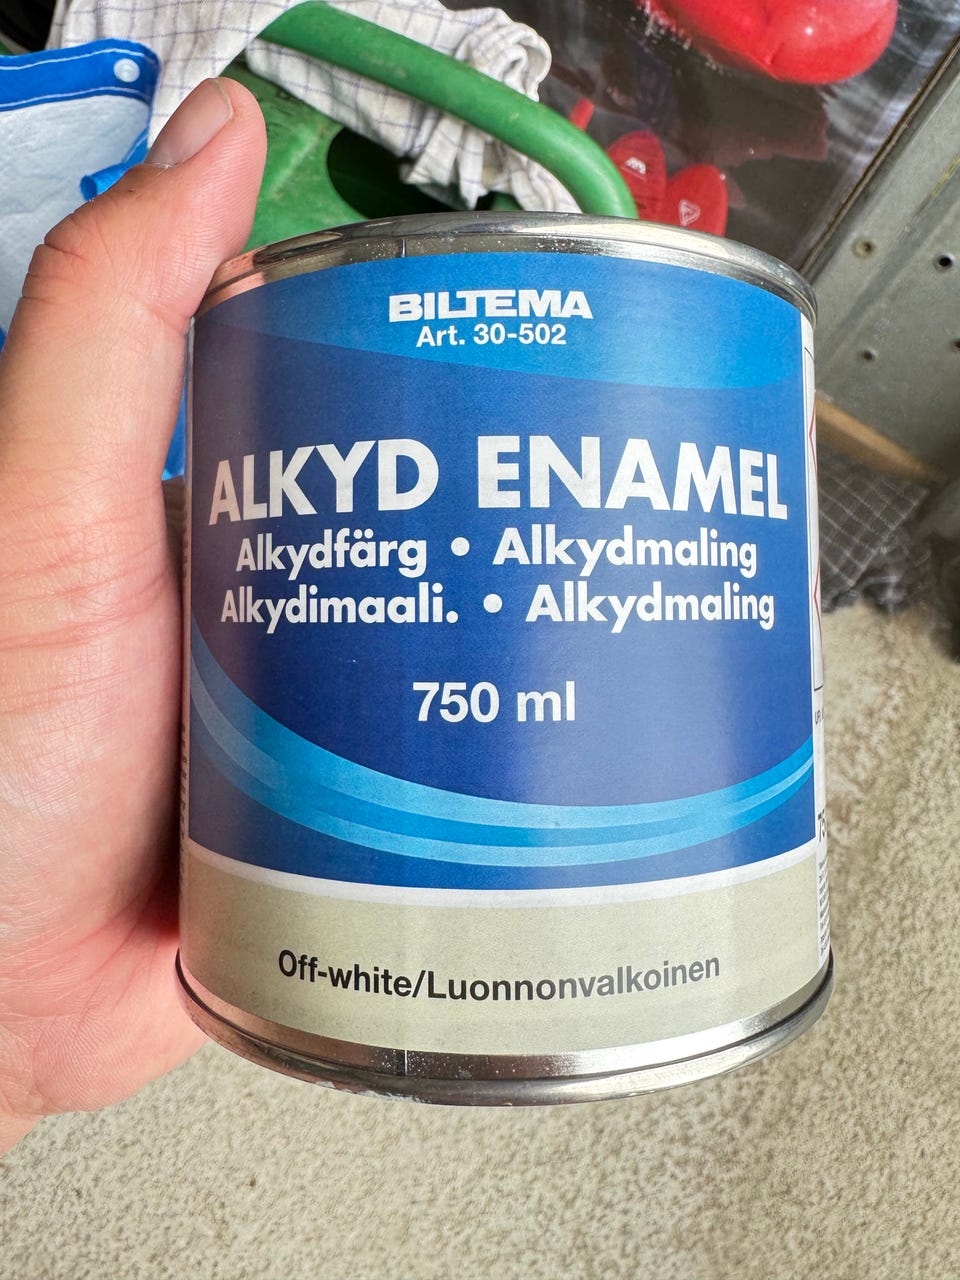 BILTEMA
Art. 30-502
ALKYD ENAMEL
Alkydfärg • Alkydmaling
Alkydimaali. • Alkydmaling
750 ml
Off-white/Luonnonvalkoinen